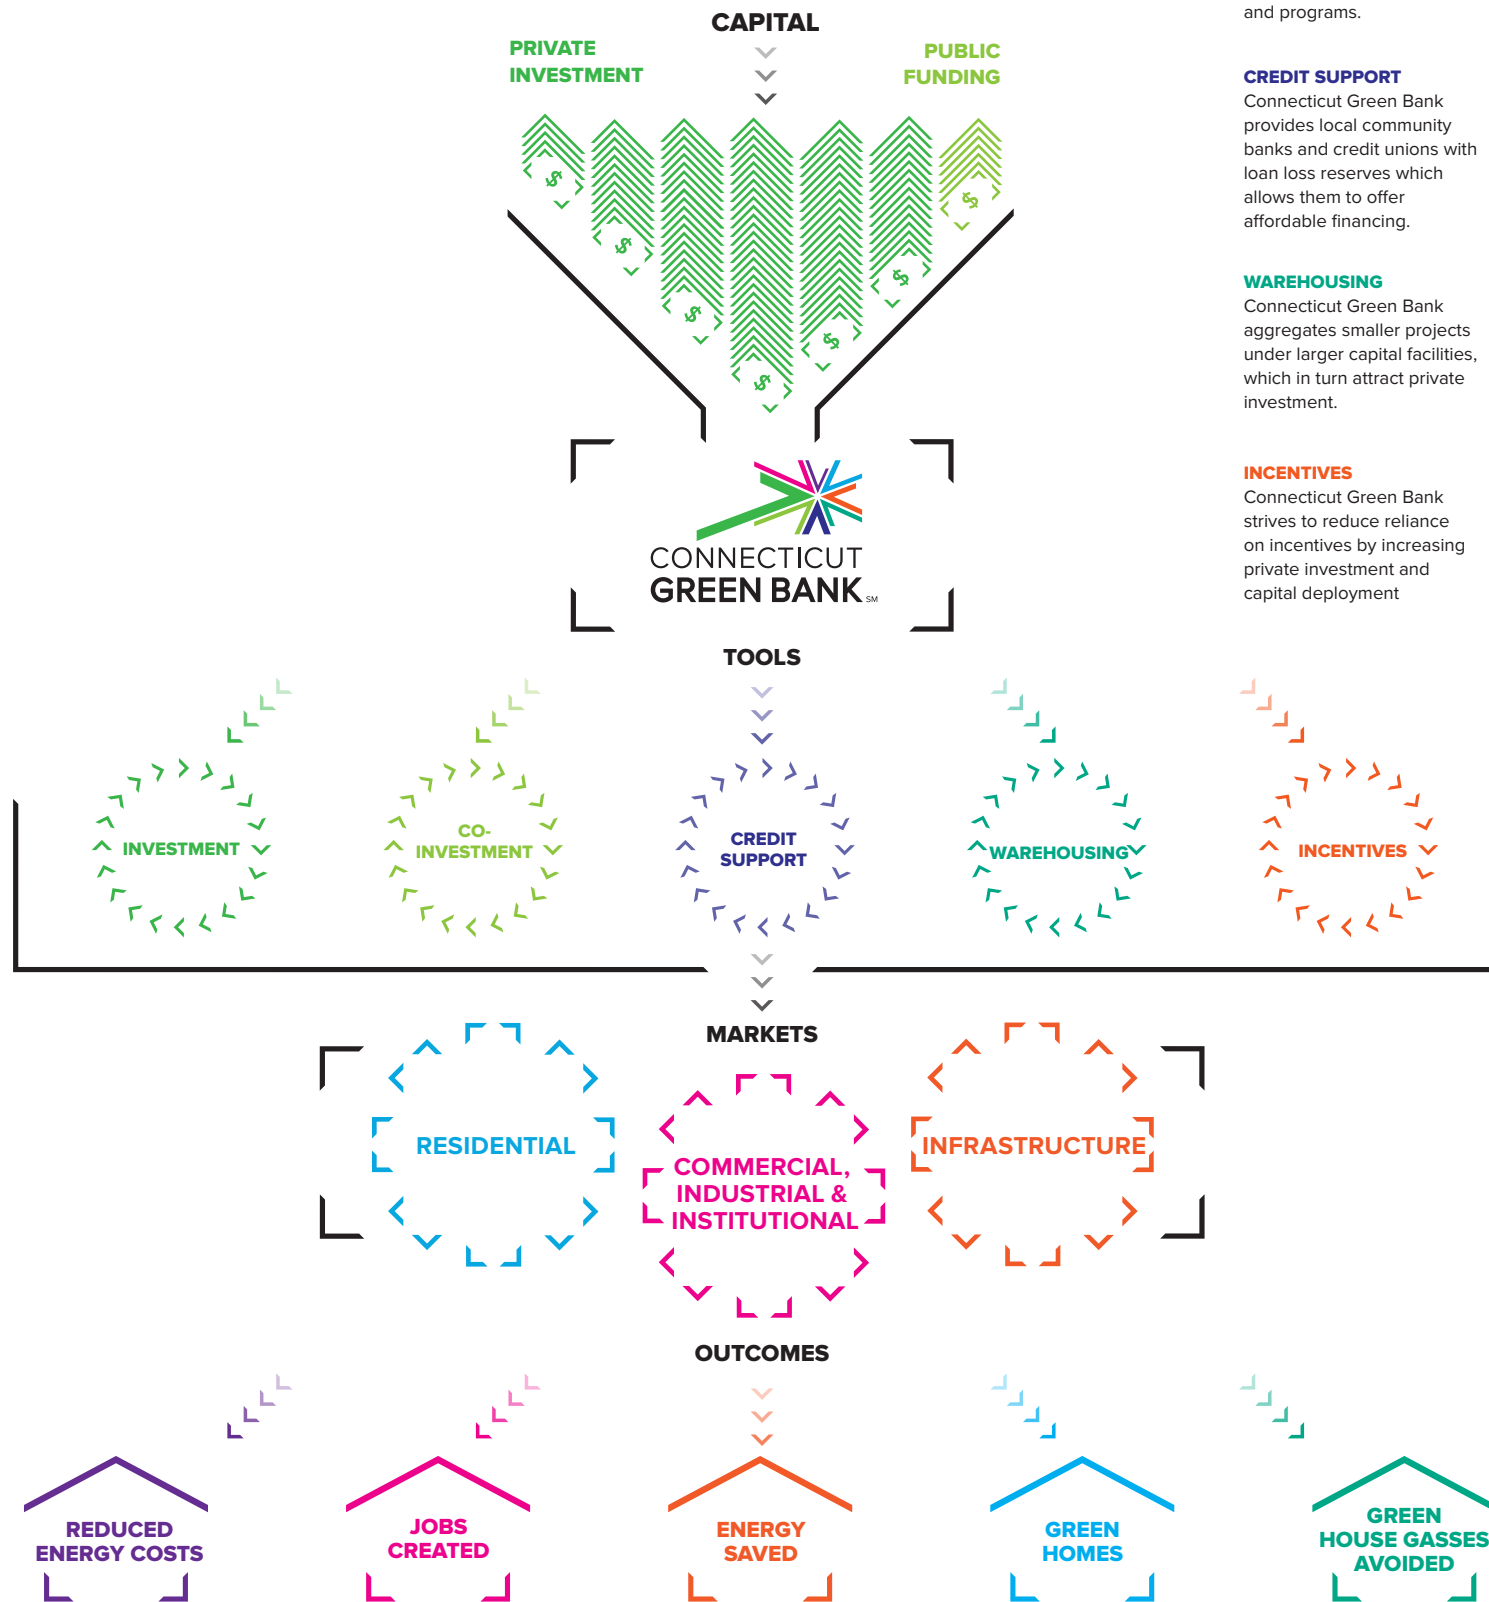 CAPITAL
PRIVATE
INVESTMENT
PUBLIC
FUNDING
$
$
$
$
$
$
$
and programs.
CREDIT SUPPORT
Connecticut Green Bank
provides local community
banks and credit unions with
loan loss reserves which
allows them to offer
affordable financing.
WAREHOUSING
Connecticut Green Bank
aggregates smaller projects
under larger capital facilities,
which in turn attract private
investment.
INCENTIVES
Connecticut Green Bank
strives to reduce reliance
on incentives by increasing
private investment and
capital deployment
CONNECTICUT
GREEN BANK SM
TOOLS
INVESTMENT
CO-
INVESTMENT
CREDIT
SUPPORT
WAREHOUSING
INCENTIVES
MARKETS
RESIDENTIAL
COMMERCIAL,
INDUSTRIAL &
INSTITUTIONAL
INFRASTRUCTURE
OUTCOMES
REDUCED
ENERGY COSTS
JOBS
CREATED
ENERGY
SAVED
GREEN
HOMES
GREEN
HOUSE GASSES
AVOIDED